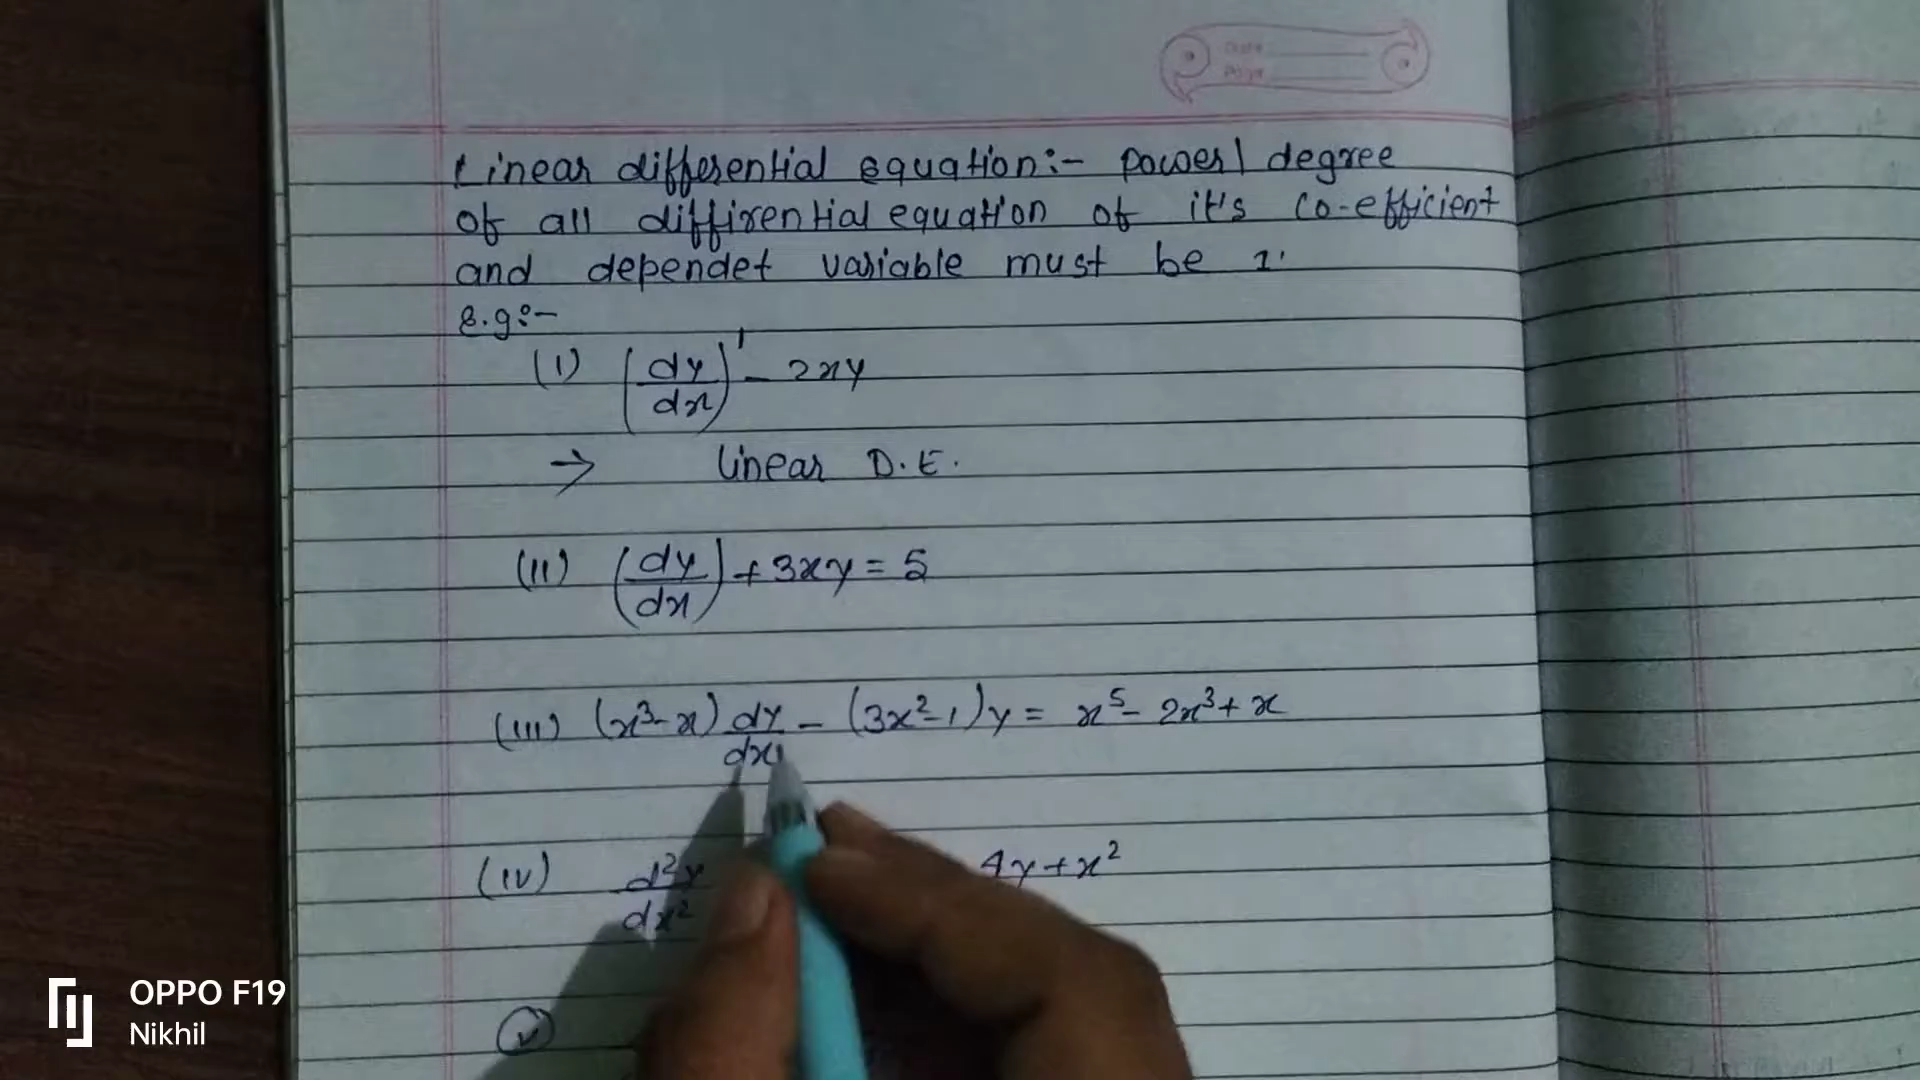 Date
Page
Linear differential equation:- power/ degree
of all diffirential equation of it's co-efficient
and dependet variable must be 1.
e.g:-
(I) (dy/dx)¹ - 2xy
→ Linear D.E.
(II) (dy/dx) + 3xy = 5
(III) (x³-x) dy/dx - (3x²-1)y = x⁵- 2x³+ x
(IV) d²y/dx² 4y+x²
(V)
OPPO F19
Nikhil